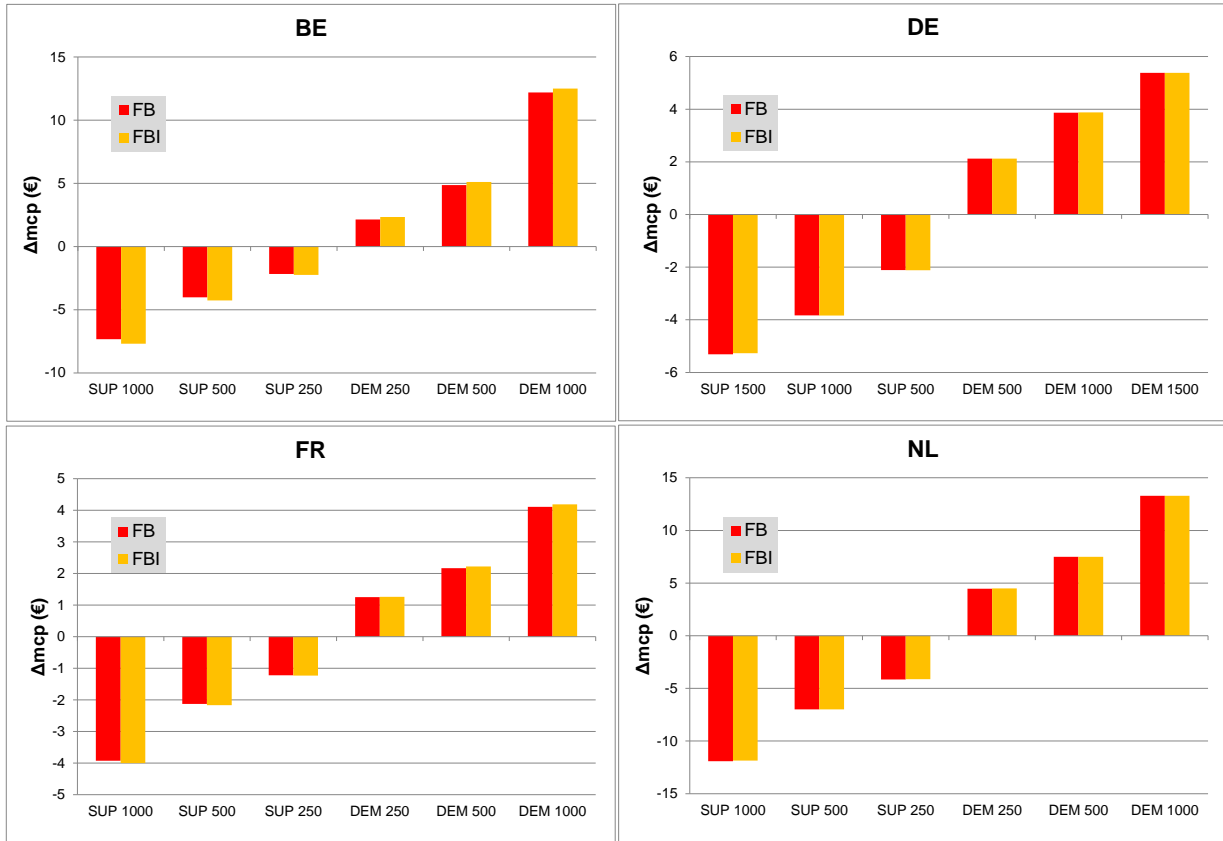 BE
15
10
5
0
-5
-10
Δmcp (€)
FB
FBI
SUP 1000 SUP 500 SUP 250 DEM 250 DEM 500 DEM 1000
DE
6
4
2
0
-2
-4
-6
Δmcp (€)
FB
FBI
SUP 1500 SUP 1000 SUP 500 DEM 500 DEM 1000 DEM 1500
FR
5
4
3
2
1
0
-1
-2
-3
-4
-5
Δmcp (€)
FB
FBI
SUP 1000 SUP 500 SUP 250 DEM 250 DEM 500 DEM 1000
NL
15
10
5
0
-5
-10
-15
Δmcp (€)
FB
FBI
SUP 1000 SUP 500 SUP 250 DEM 250 DEM 500 DEM 1000